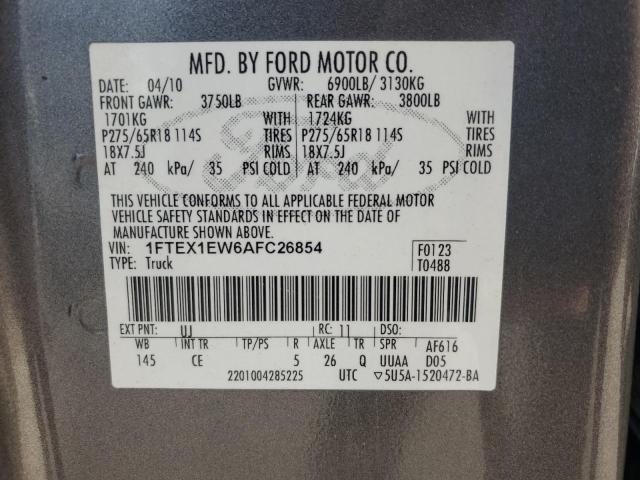 MFD. BY FORD MOTOR CO.
DATE: 04/10 GVWR: 6900LB/ 3130KG
FRONT GAWR: 3750LB REAR GAWR: 3800LB
1701KG WITH 1724KG WITH
P275/65R18 114S TIRES P275/65R18 114S TIRES
18X7.5J RIMS 18X7.5J RIMS
AT 240 kPa/ 35 PSI COLD AT 240 kPa/ 35 PSI COLD
Ford
THIS VEHICLE CONFORMS TO ALL APPLICABLE FEDERAL MOTOR
VEHICLE SAFETY STANDARDS IN EFFECT ON THE DATE OF
MANUFACTURE SHOWN ABOVE.
VIN: 1FTEX1EW6AFC26854 F0123
TYPE: Truck T0488
EXT PNT: UJ RC: 11 DSO:
WB INT TR TP/PS R AXLE TR SPR AF616
145 CE 5 26 Q UUAA D05
2201004285225 UTC ▽5U5A-1520472-BA